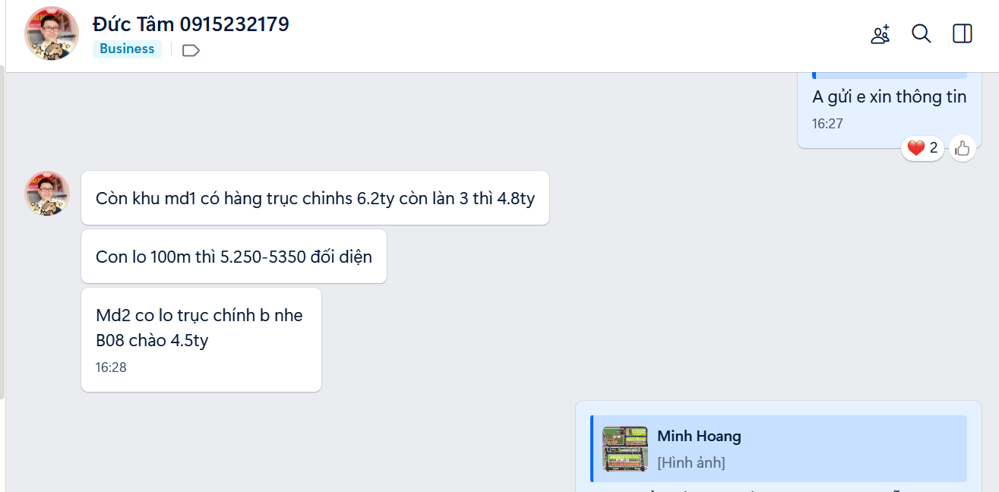 Đức Tâm 0915232179
Business
A gửi e xin thông tin
16:27
2
Còn khu md1 có hàng trục chinhs 6.2ty còn làn 3 thì 4.8ty
Con lo 100m thì 5.250-5350 đối diện
Md2 co lo trục chính b nhe
B08 chào 4.5ty
16:28
Minh Hoang
[Hình ảnh]